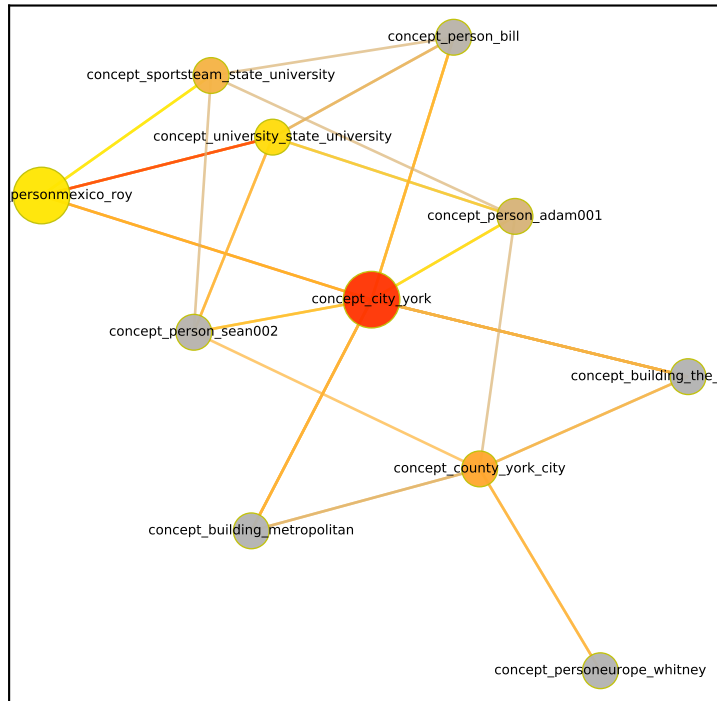 concept_person_bill
concept_sportsteam_state_university
concept_university_state_university
personmexico_roy
concept_person_adam001
concept_city_york
concept_person_sean002
concept_building_the_
concept_county_york_city
concept_building_metropolitan
concept_personeurope_whitney